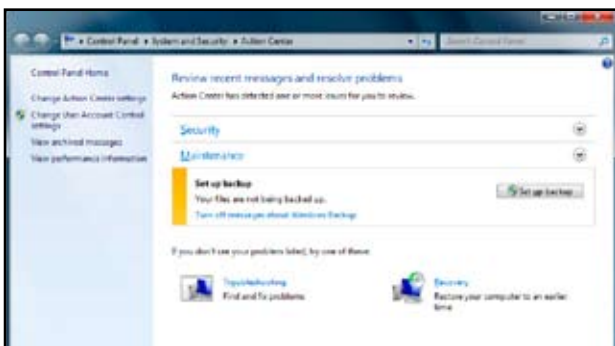 Control Panel ▸ System and Security ▸ Action Center
Search Control Panel
Control Panel Home
Change Action Center settings
Change User Account Control
settings
View archived messages
View performance information
Review recent messages and resolve problems
Action Center has detected one or more issues for you to review.
Security
Maintenance
Set up backup
Your files are not being backed up.
Set up backup
Turn off messages about Windows Backup
If you don't see your problem listed, try one of these:
Troubleshooting
Find and fix problems
Recovery
Restore your computer to an earlier
time